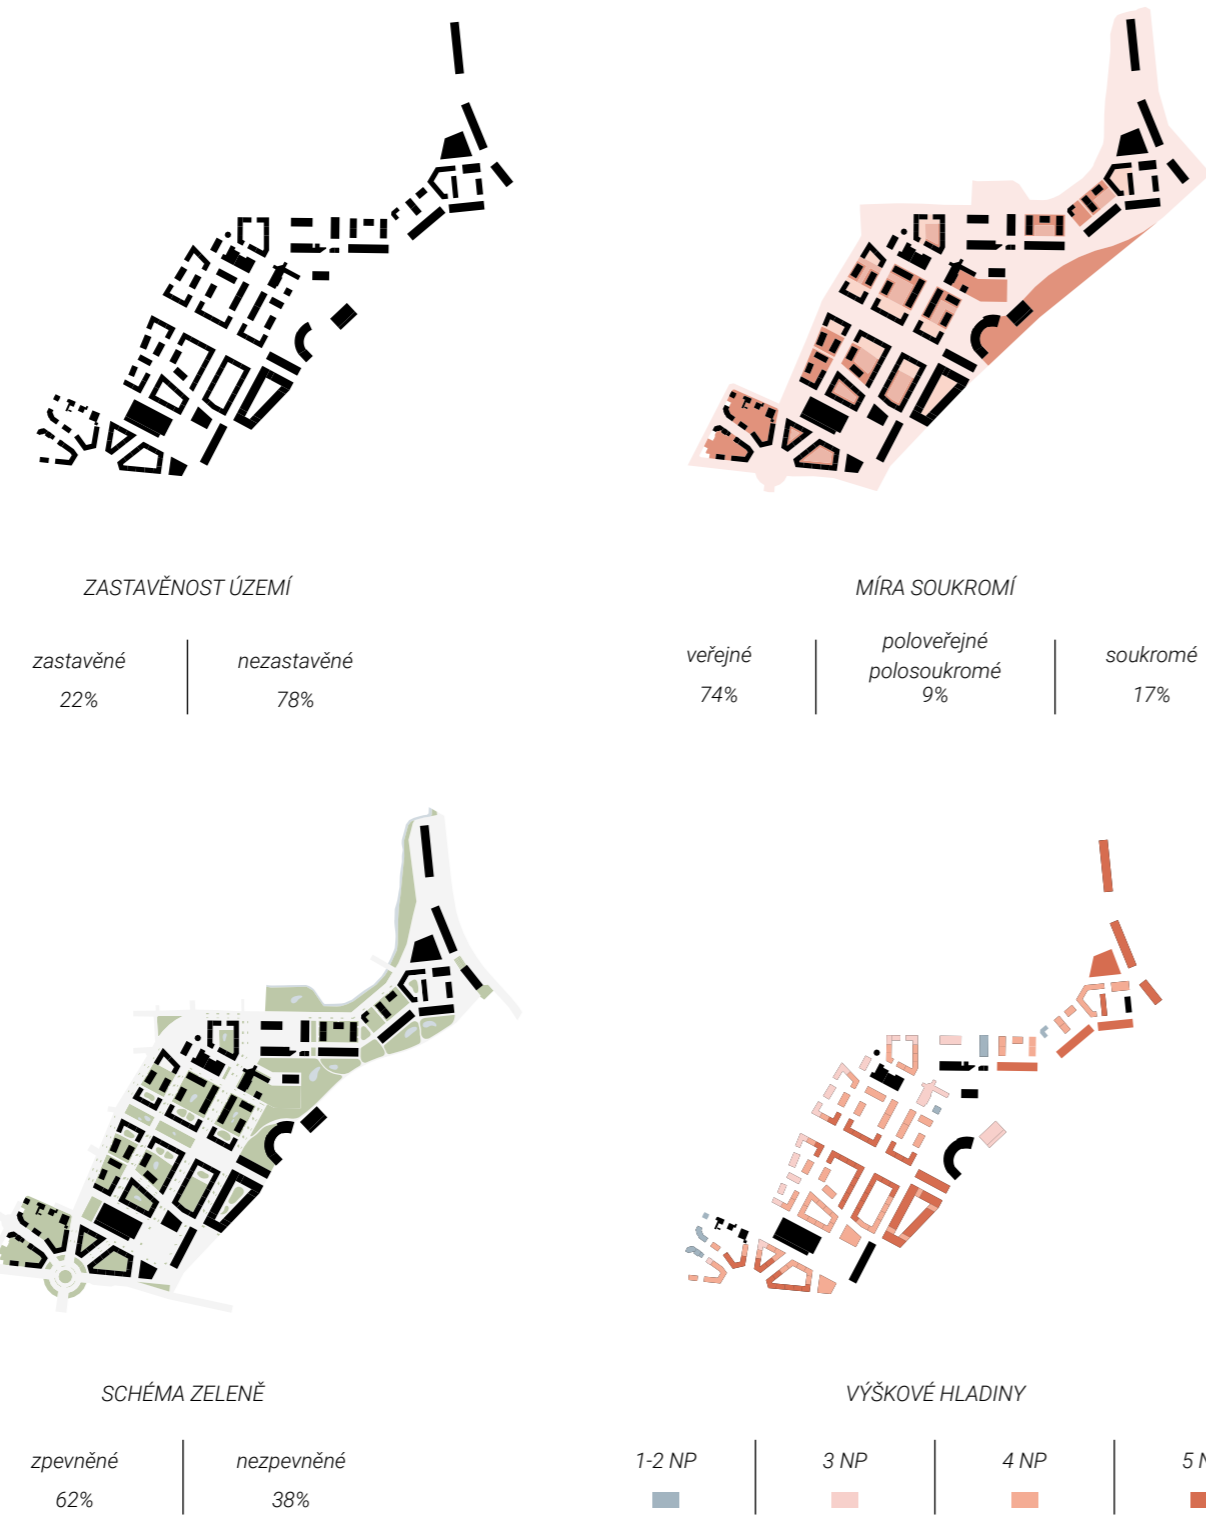 ZASTAVĚNOST ÚZEMÍ
zastavěné
nezastavěné
22%
78%
MÍRA SOUKROMÍ
veřejné
poloveřejné
polosoukromé
soukromé
74%
9%
17%
SCHÉMA ZELENĚ
zpevněné
nezpevněné
62%
38%
VÝŠKOVÉ HLADINY
1-2 NP
3 NP
4 NP
5 N